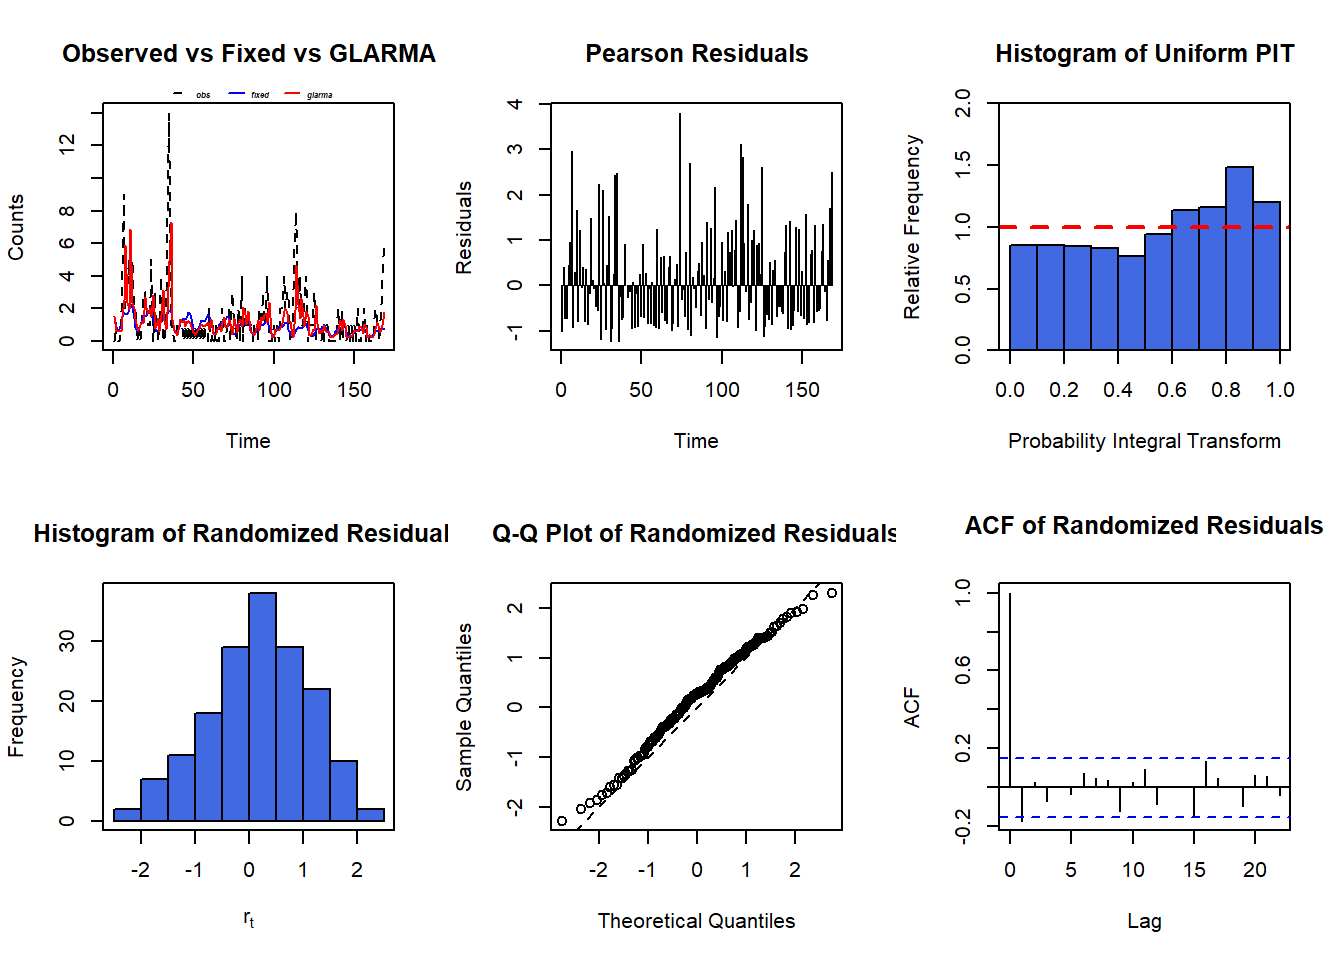 Observed vs Fixed vs GLARMA
obs fixed glarma
Counts
0 2 4 6 8 12
0 50 100 150
Time
Pearson Residuals
Residuals
-1 0 1 2 3 4
0 50 100 150
Time
Histogram of Uniform PIT
Relative Frequency
0.0 0.5 1.0 1.5 2.0
0.0 0.2 0.4 0.6 0.8 1.0
Probability Integral Transform
Histogram of Randomized Residual
Frequency
0 10 20 30
-2 -1 0 1 2
rt
Q-Q Plot of Randomized Residuals
Sample Quantiles
-2 -1 0 1 2
-2 -1 0 1 2
Theoretical Quantiles
ACF of Randomized Residuals
ACF
-0.2 0.2 0.6 1.0
0 5 10 15 20
Lag